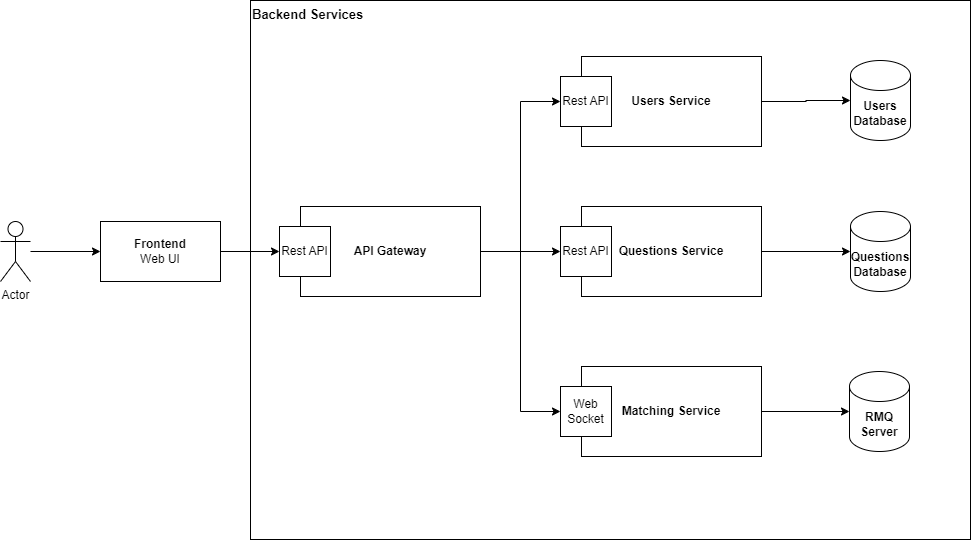 Backend Services
Rest API
Users Service
Users
Database
Actor
Frontend
Web UI
Rest API
API Gateway
Rest API
Questions Service
Questions
Database
Web
Socket
Matching Service
RMQ
Server